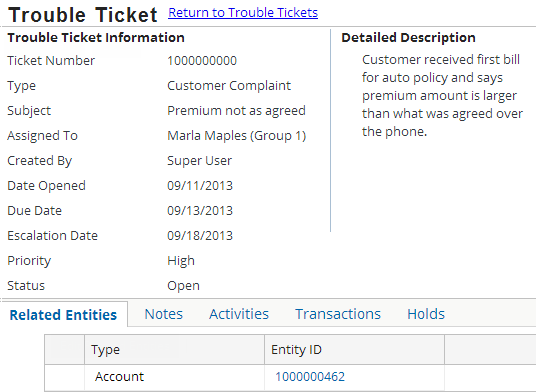 Trouble Ticket Return to Trouble Tickets
Trouble Ticket Information
Ticket Number 1000000000
Type Customer Complaint
Subject Premium not as agreed
Assigned To Marla Maples (Group 1)
Created By Super User
Date Opened 09/11/2013
Due Date 09/13/2013
Escalation Date 09/18/2013
Priority High
Status Open
Detailed Description
Customer received first bill
for auto policy and says
premium amount is larger
than what was agreed over
the phone.
Related Entities Notes Activities Transactions Holds
Type Entity ID
Account 1000000462